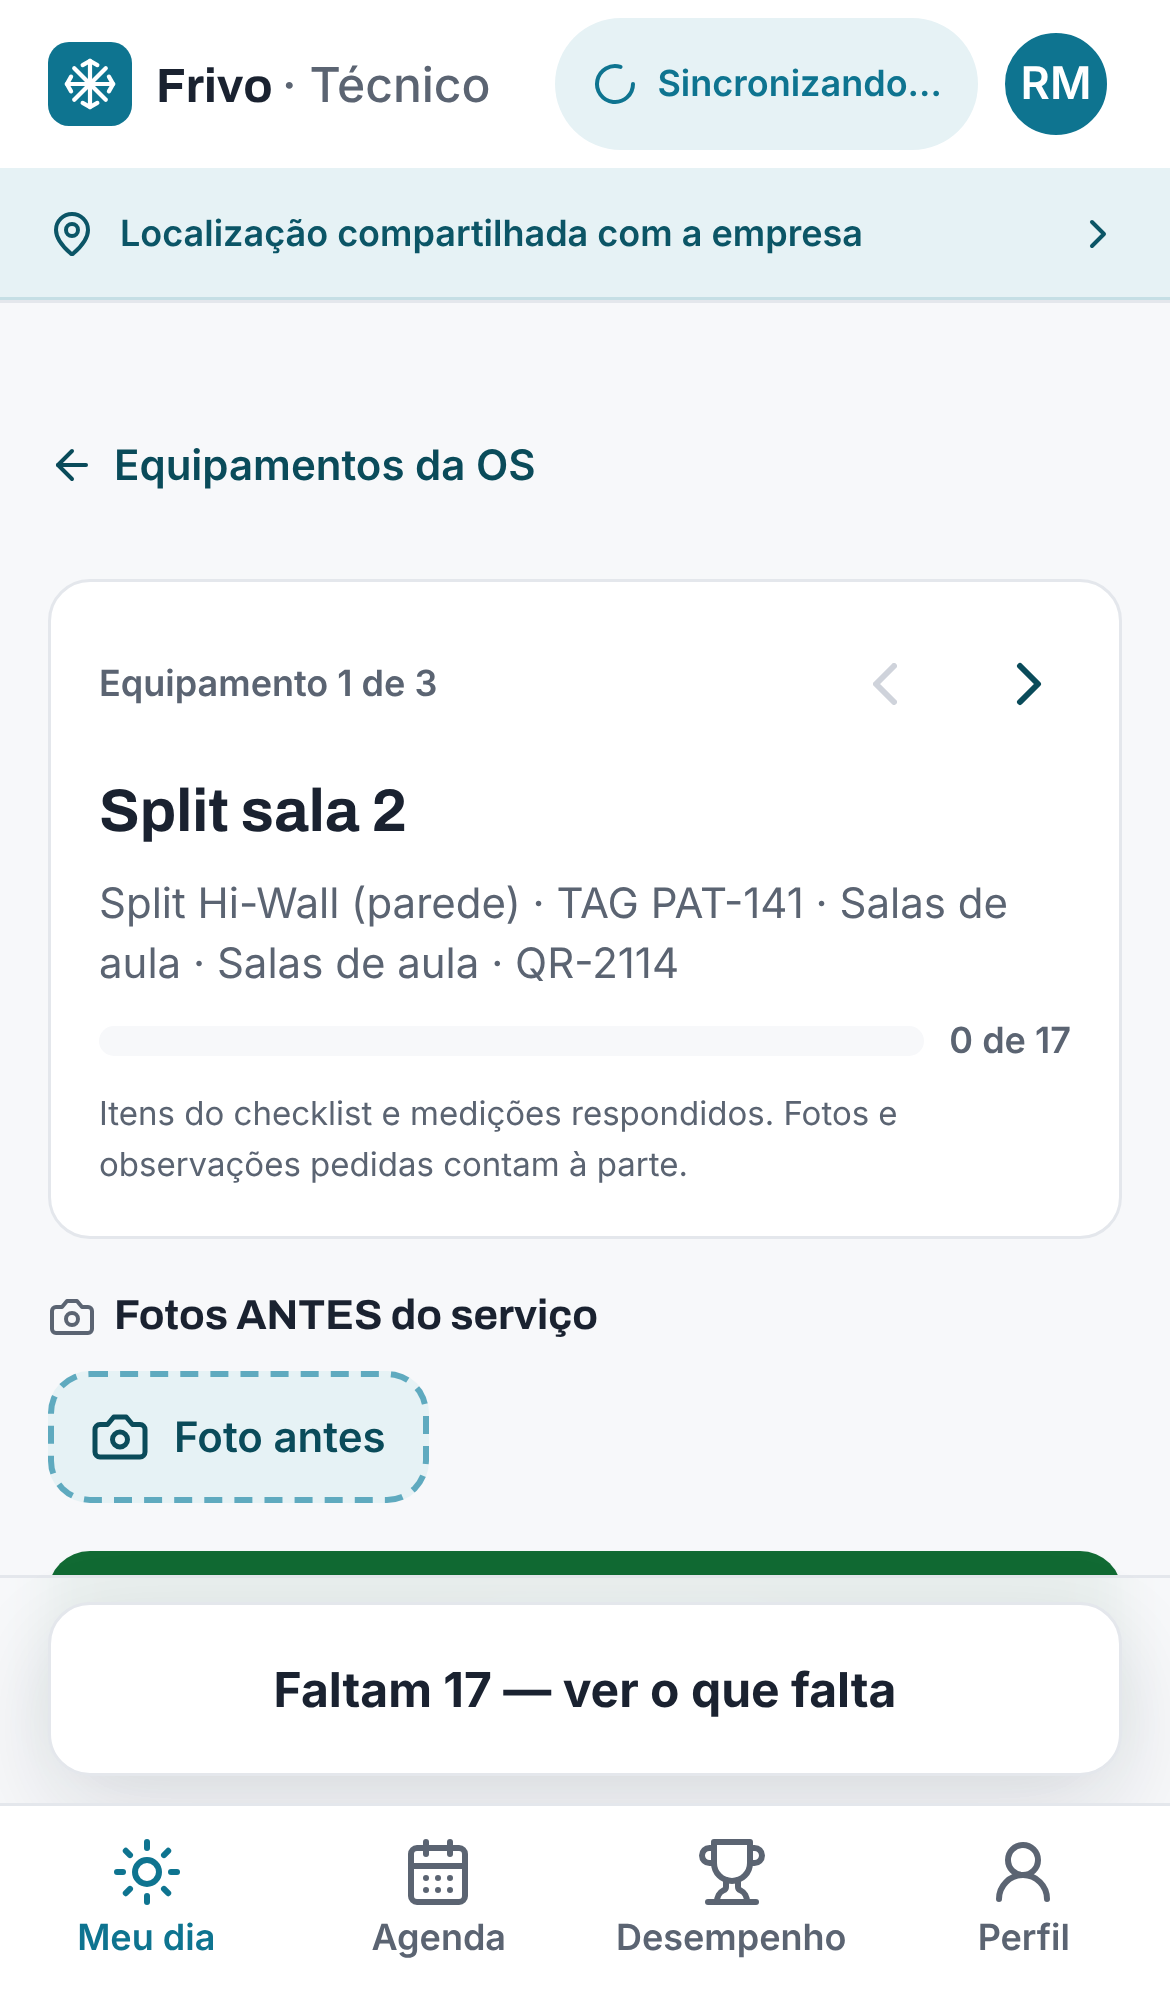 Frivo · Técnico
Sincronizando...
RM
Localização compartilhada com a empresa
Equipamentos da OS
Equipamento 1 de 3
Split sala 2
Split Hi-Wall (parede) · TAG PAT-141 · Salas de
aula · Salas de aula · QR-2114
0 de 17
Itens do checklist e medições respondidos. Fotos e
observações pedidas contam à parte.
Fotos ANTES do serviço
Foto antes
Faltam 17 — ver o que falta
Meu dia
Agenda
Desempenho
Perfil